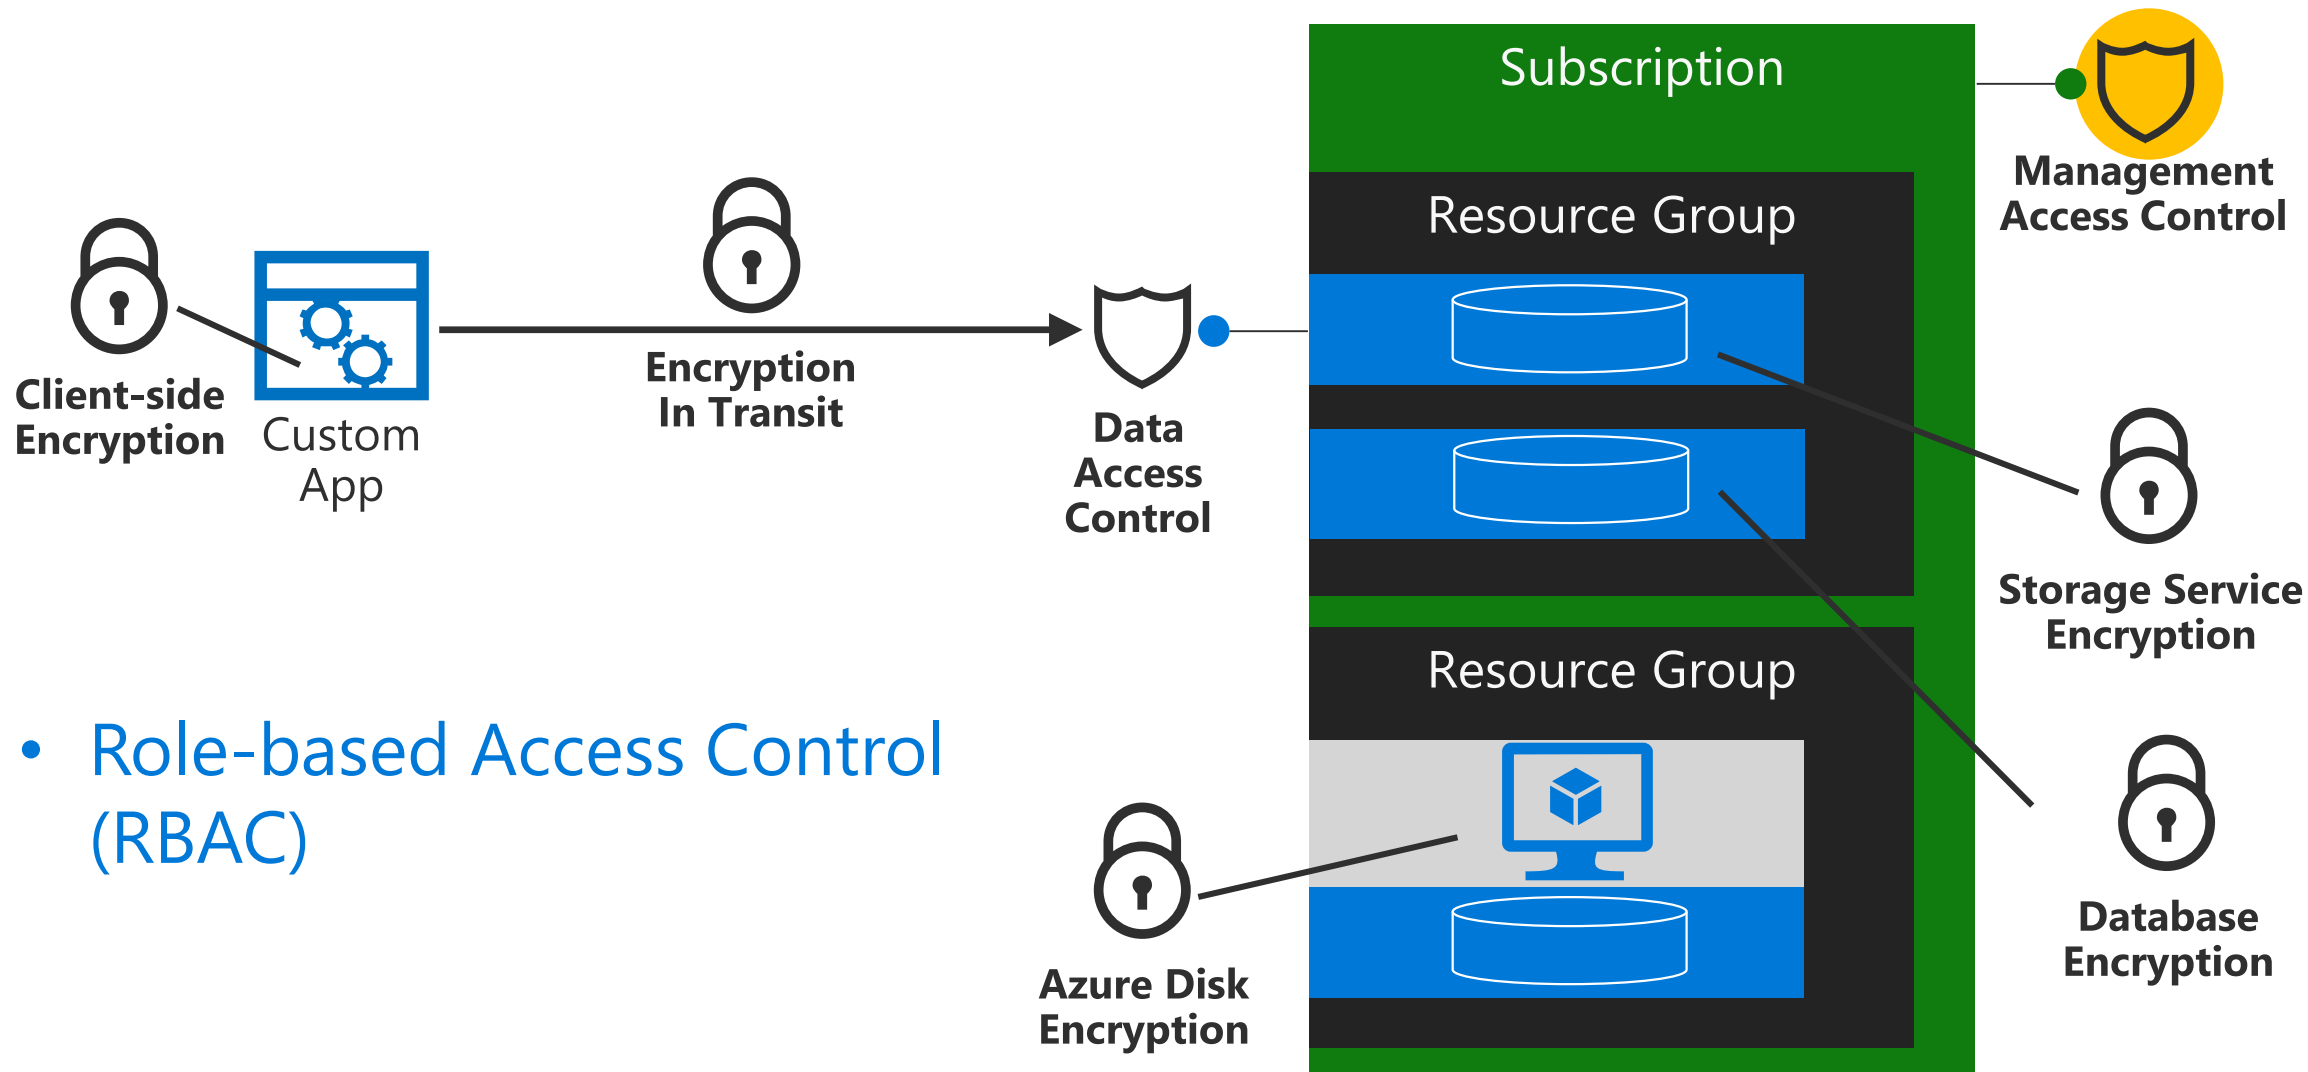 Subscription
Management
Access Control
Resource Group
Client-side
Encryption
Custom
App
Encryption
In Transit
Data
Access
Control
Storage Service
Encryption
Resource Group
• Role-based Access Control
(RBAC)
Azure Disk
Encryption
Database
Encryption